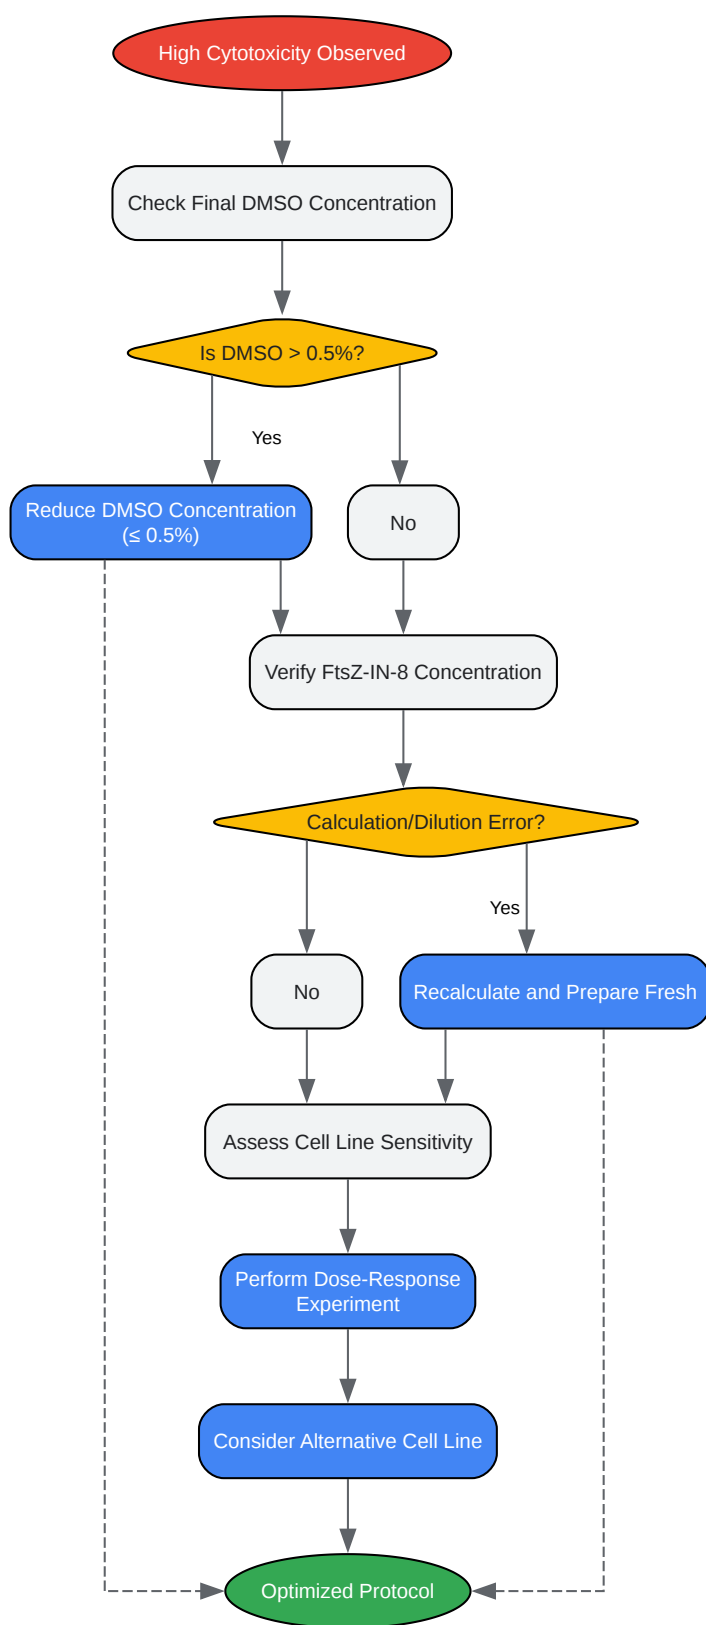 High Cytotoxicity Observed
Check Final DMSO Concentration
Is DMSO > 0.5%?
Yes
Reduce DMSO Concentration
(≤ 0.5%)
No
Verify FtsZ-IN-8 Concentration
Calculation/Dilution Error?
Yes
No
Recalculate and Prepare Fresh
Assess Cell Line Sensitivity
Perform Dose-Response
Experiment
Consider Alternative Cell Line
Optimized Protocol